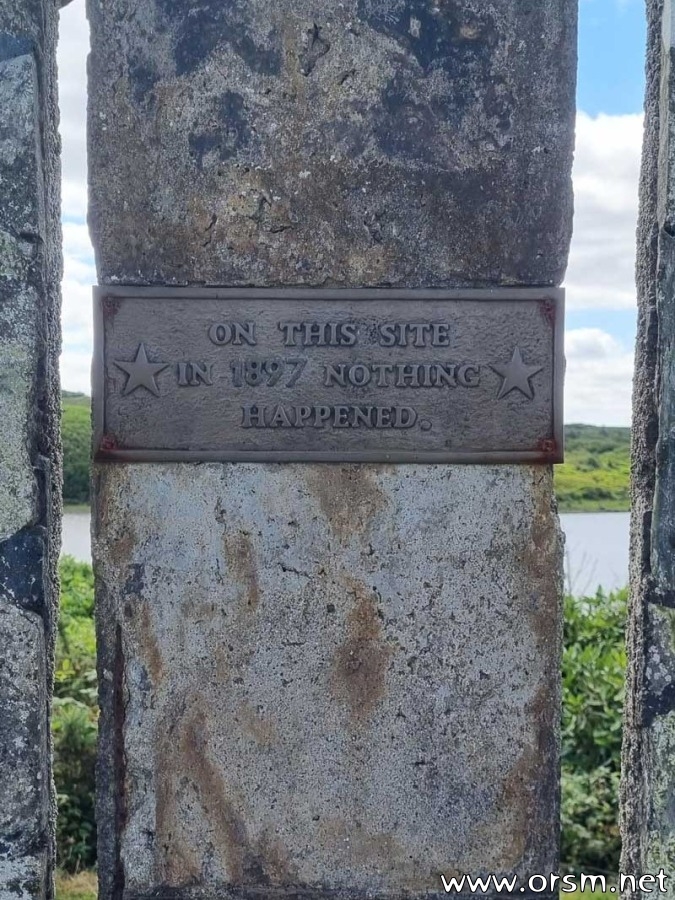 ON THIS SITE
IN 1897 NOTHING
HAPPENED.
www.orsm.net